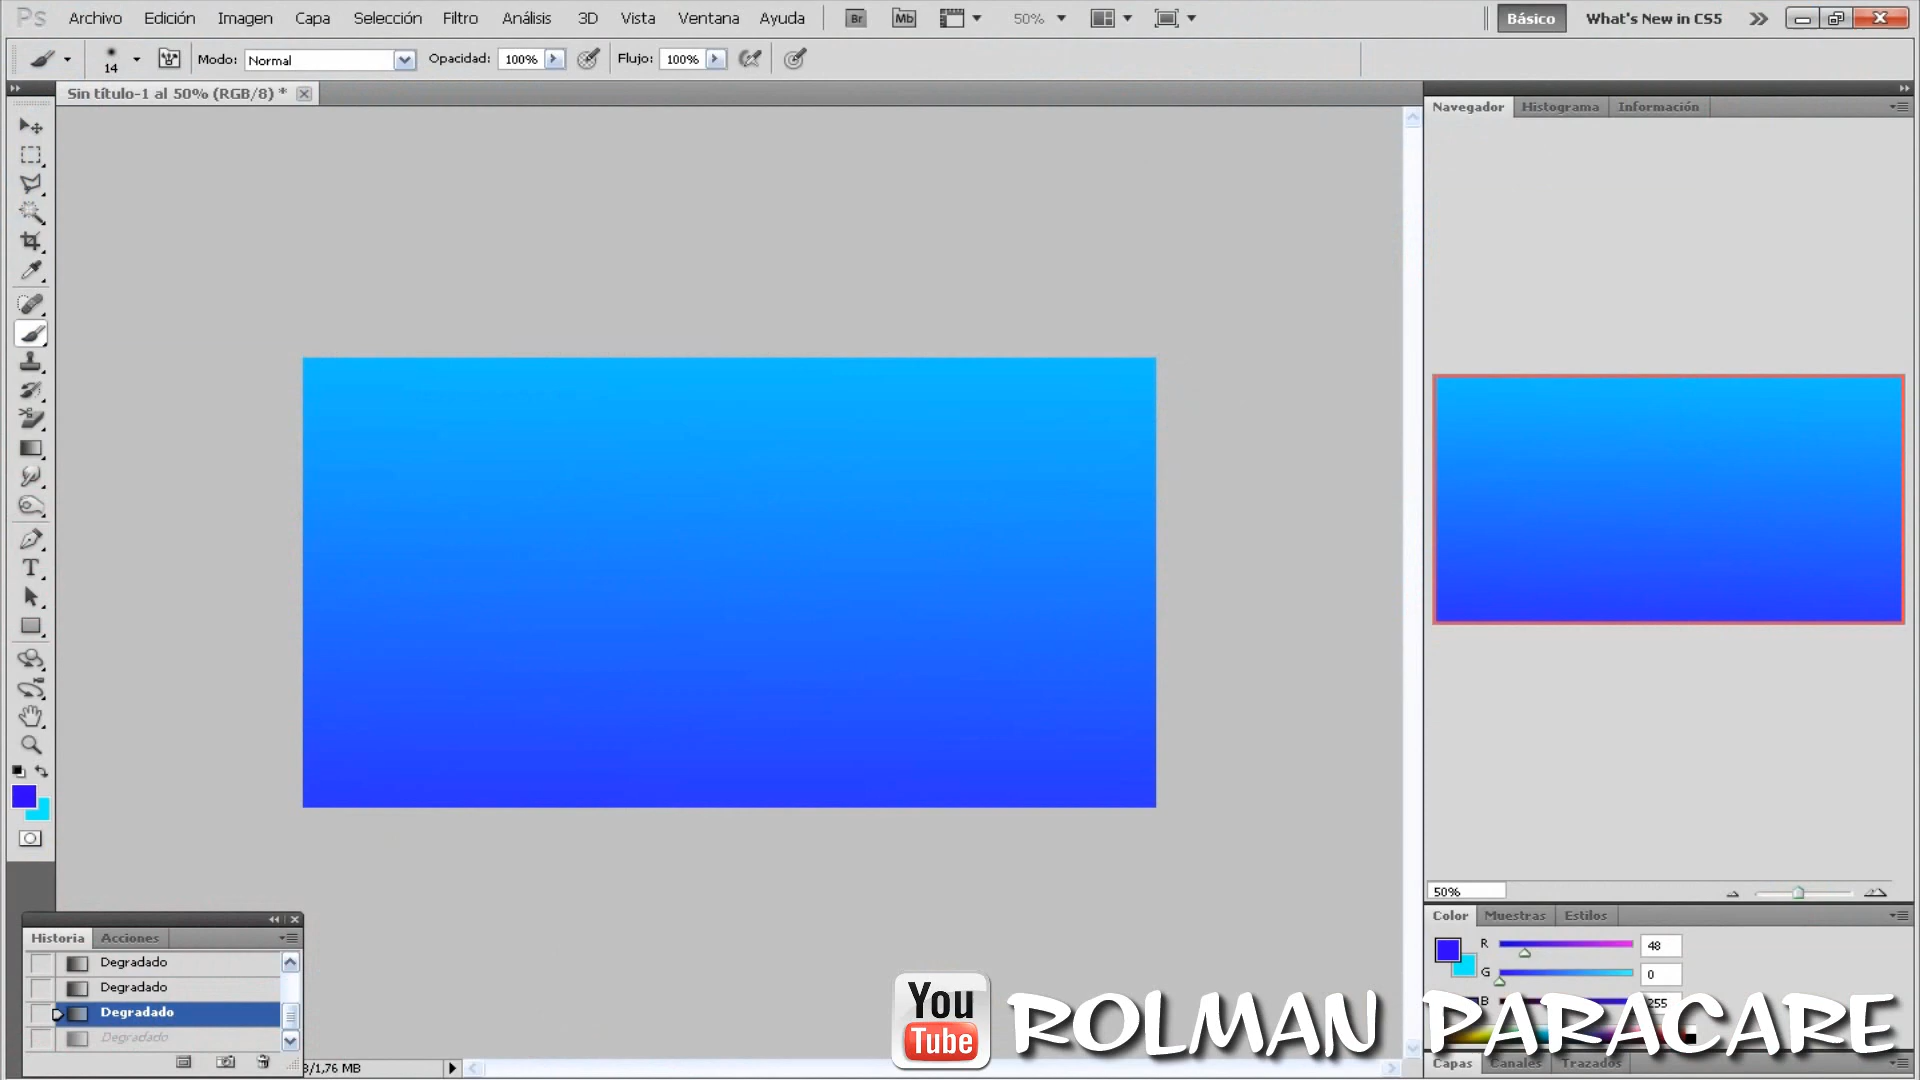 Ps Archivo Edición Imagen Capa Selección Filtro Análisis 3D Vista Ventana Ayuda Br Mb 50% Básico What's New in CS5
14 Modo: Normal Opacidad: 100% Flujo: 100%
Sin título-1 al 50% (RGB/8) *
Navegador Histograma Información
T
50%
Color Muestras Estilos
Historia Acciones
R 48
Degradado
G 0
Degradado
B 255
Degradado
Degradado
You Tube ROLMAN PARACARE
3/1,76 MB
Capas Canales Trazados